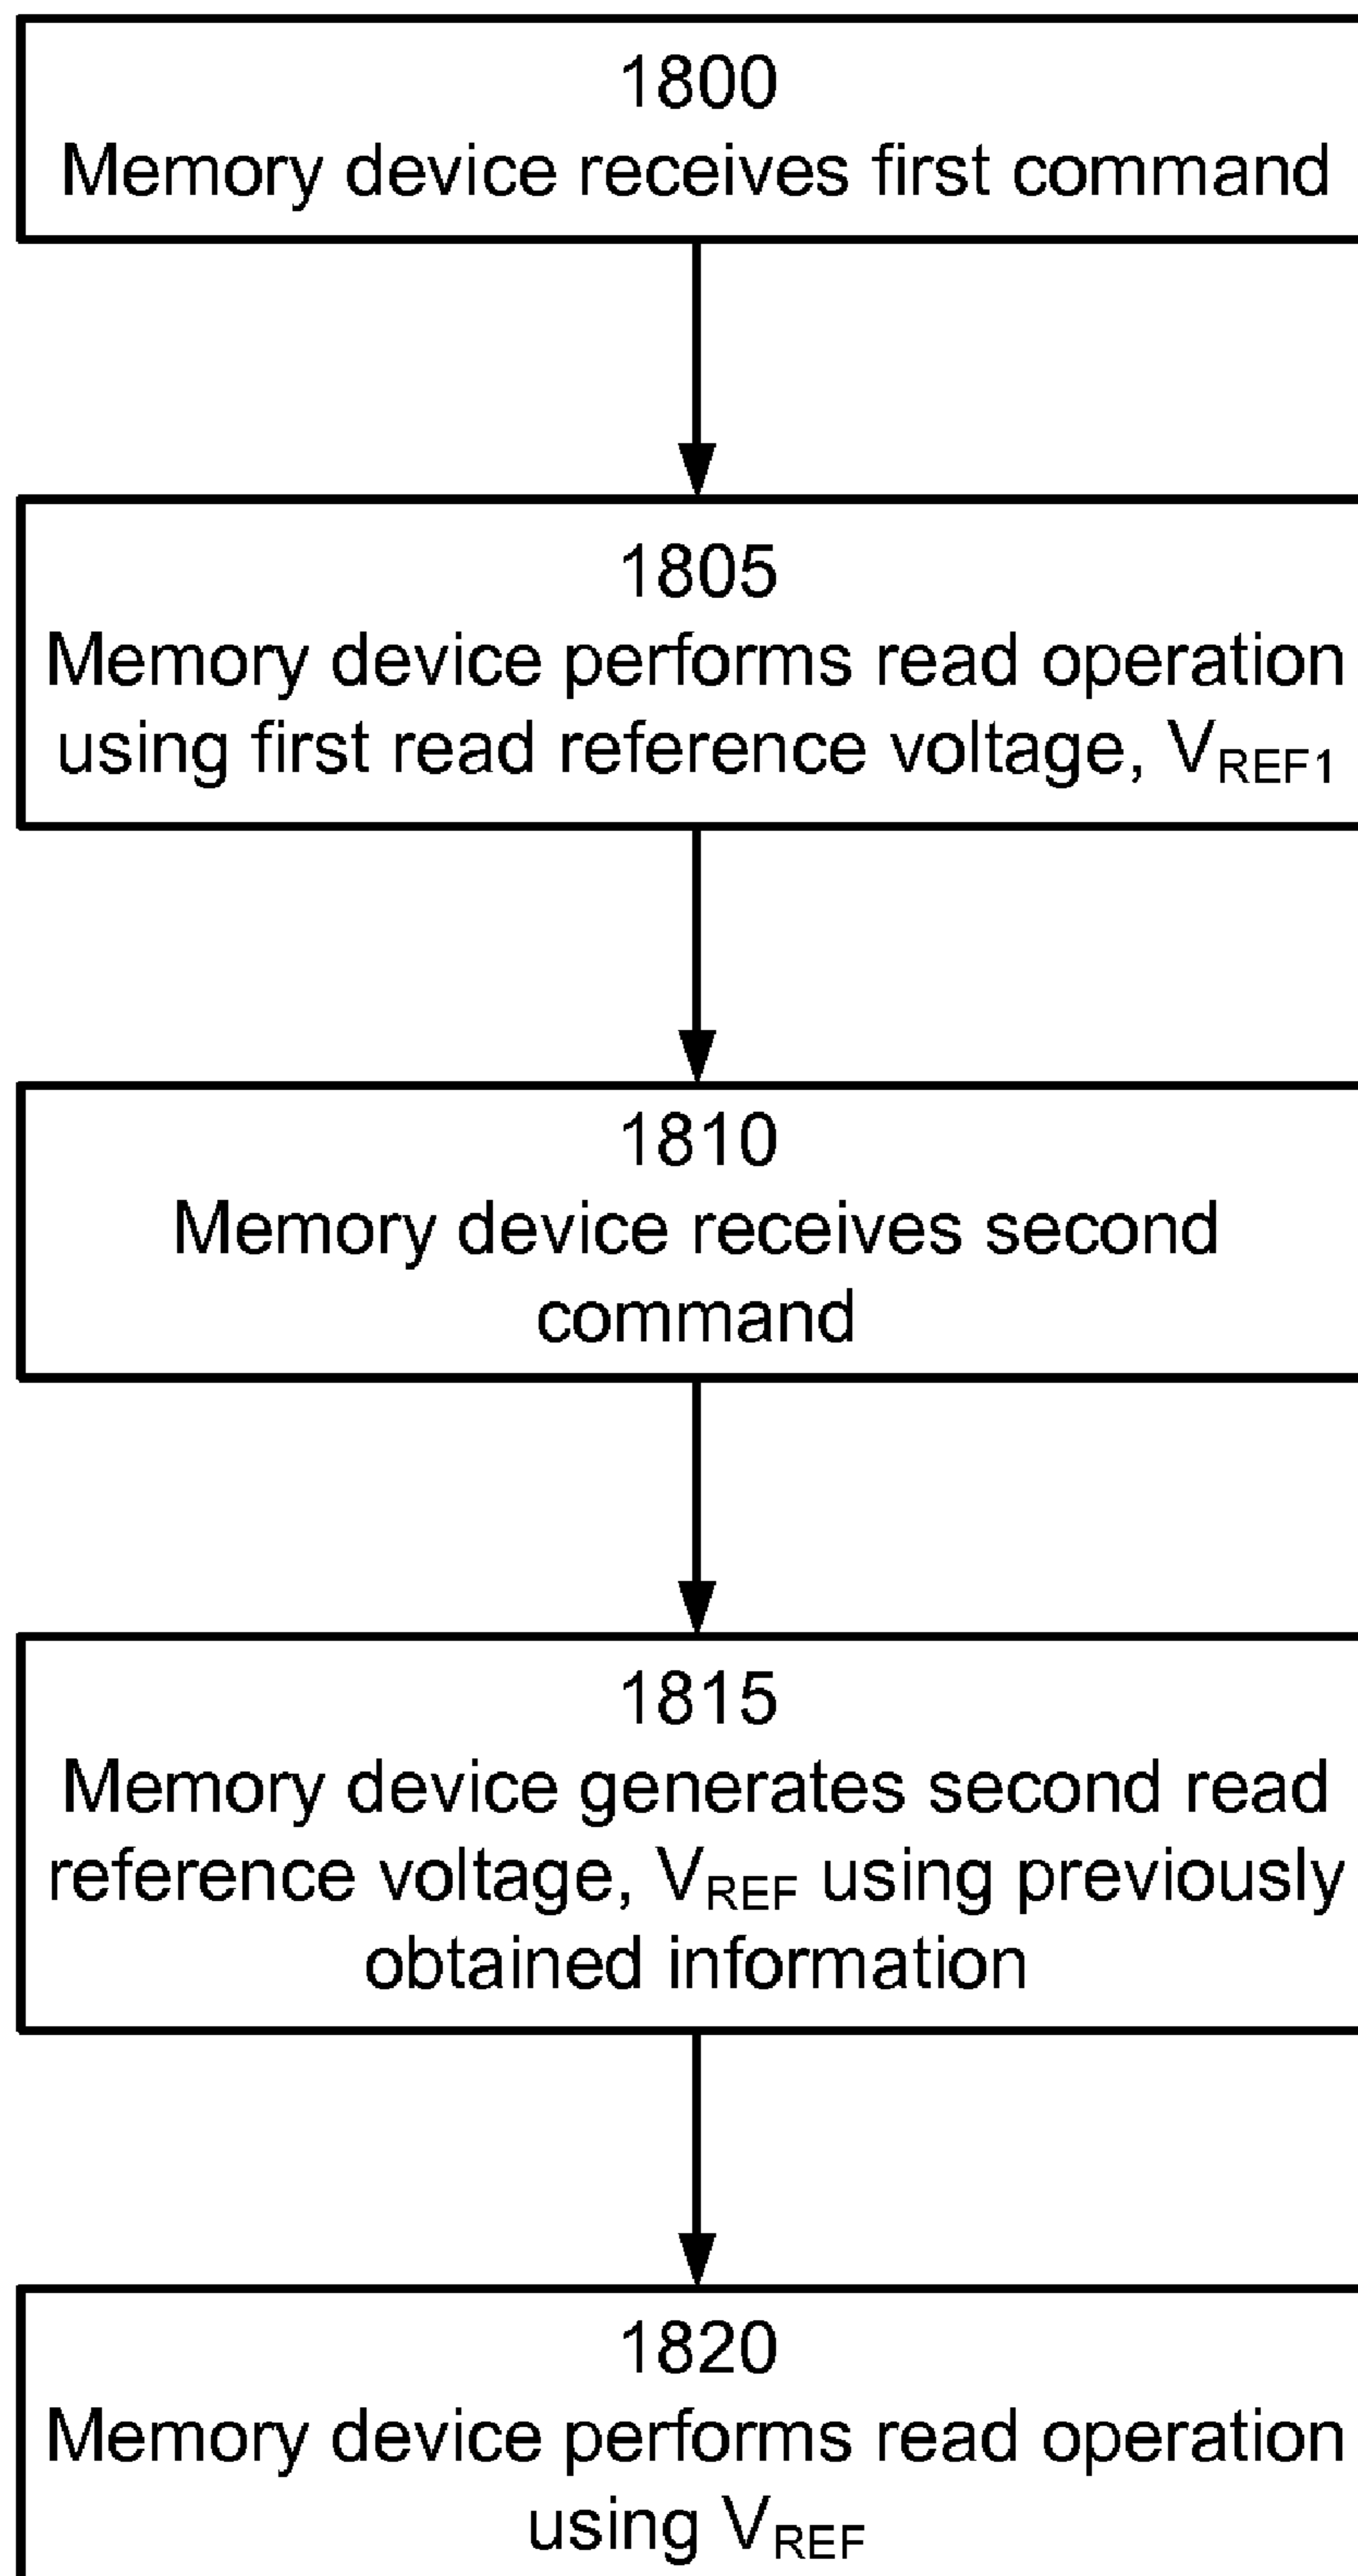 1800
Memory device receives first command
1805
Memory device performs read operation
using first read reference voltage, VREF1
1810
Memory device receives second
command
1815
Memory device generates second read
reference voltage, VREF using previously
obtained information
1820
Memory device performs read operation
using VREF